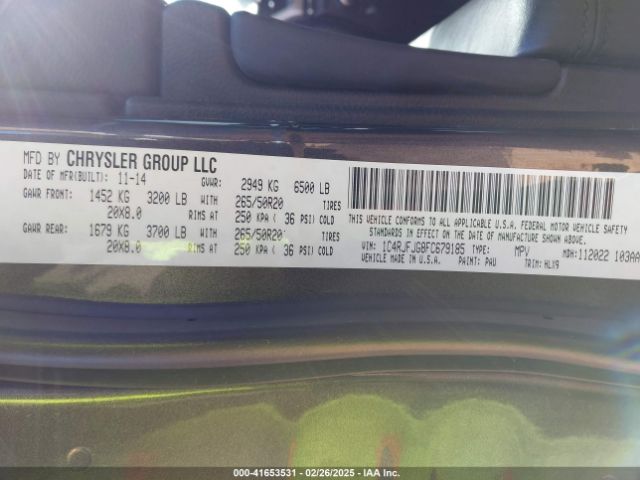 MFD BY CHRYSLER GROUP LLC
DATE OF MFR(BUILT): 11-14 GVWR: 2949 KG 6500 LB
GAWR FRONT: 1452 KG 3200 LB WITH 265/50R20 TIRES
20X8.0 RIMS AT 250 KPA ( 36 PSI) COLD
GAWR REAR: 1679 KG 3700 LB WITH 265/50R20 TIRES
20X8.0 RIMS AT 250 KPA ( 36 PSI) COLD
THIS VEHICLE CONFORMS TO ALL APPLICABLE U.S.A. FEDERAL MOTOR VEHICLE SAFETY
STANDARDS IN EFFECT ON THE DATE OF MANUFACTURE SHOWN ABOVE.
VIN: 1C4RJFJG8FC679185 TYPE: MPV MDH:112022 103AA
VEHICLE MADE IN U.S.A. PAINT: PAU TRIM: HLX9
000-41653531 - 02/26/2025 - IAA Inc.